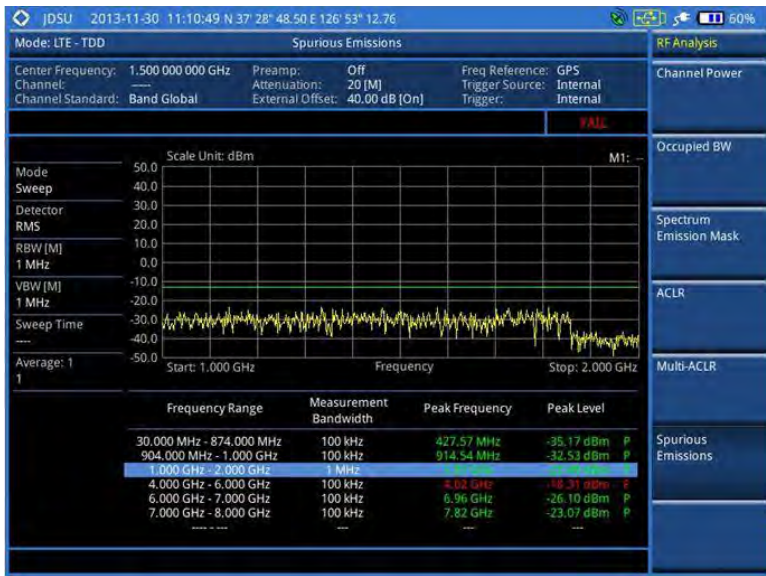 JDSU 2013-11-30 11:10:49 N 37' 28" 48.50 E 126' 53" 12.76 60%
Mode: LTE - TDD Spurious Emissions RF Analysis
Center Frequency: 1.500 000 000 GHz Preamp: Off Freq Reference: GPS
Channel: ---- Attenuation: 20 [M] Trigger Source: Internal
Channel Standard: Band Global External Offset: 40.00 dB [On] Trigger: Internal
FAIL
Channel Power
Occupied BW
Spectrum
Emission Mask
ACLR
Multi-ACLR
Spurious
Emissions
Mode
Sweep
Detector
RMS
RBW [M]
1 MHz
VBW [M]
1 MHz
Sweep Time
----
Average: 1
1
Scale Unit: dBm M1: --
50.0
40.0
30.0
20.0
10.0
0.0
-10.0
-20.0
-30.0
-40.0
-50.0
Start: 1.000 GHz Frequency Stop: 2.000 GHz
Frequency Range Measurement Bandwidth Peak Frequency Peak Level
30.000 MHz - 874.000 MHz 100 kHz 427.57 MHz -35.17 dBm P
904.000 MHz - 1.000 GHz 100 kHz 914.54 MHz -32.53 dBm P
1.000 GHz - 2.000 GHz 1 MHz
4.000 GHz - 6.000 GHz 100 kHz 4.02 GHz -18.31 dBm F
6.000 GHz - 7.000 GHz 100 kHz 6.96 GHz -26.10 dBm P
7.000 GHz - 8.000 GHz 100 kHz 7.82 GHz -23.07 dBm P
---- - --- --- --- ---